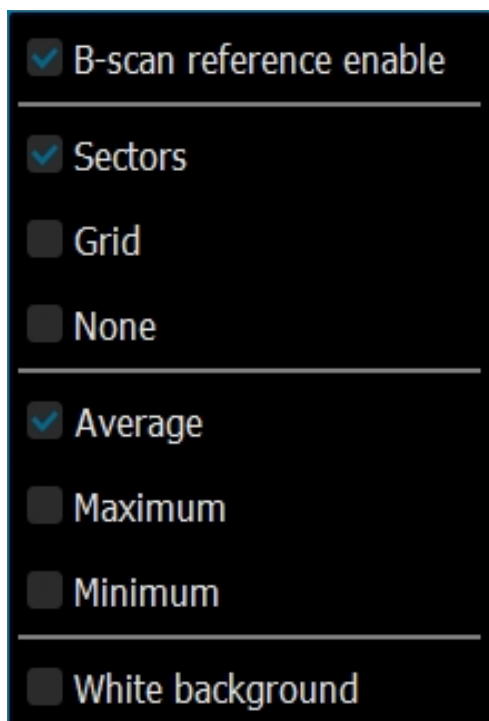 B-scan reference enable
Sectors
Grid
None
Average
Maximum
Minimum
White background